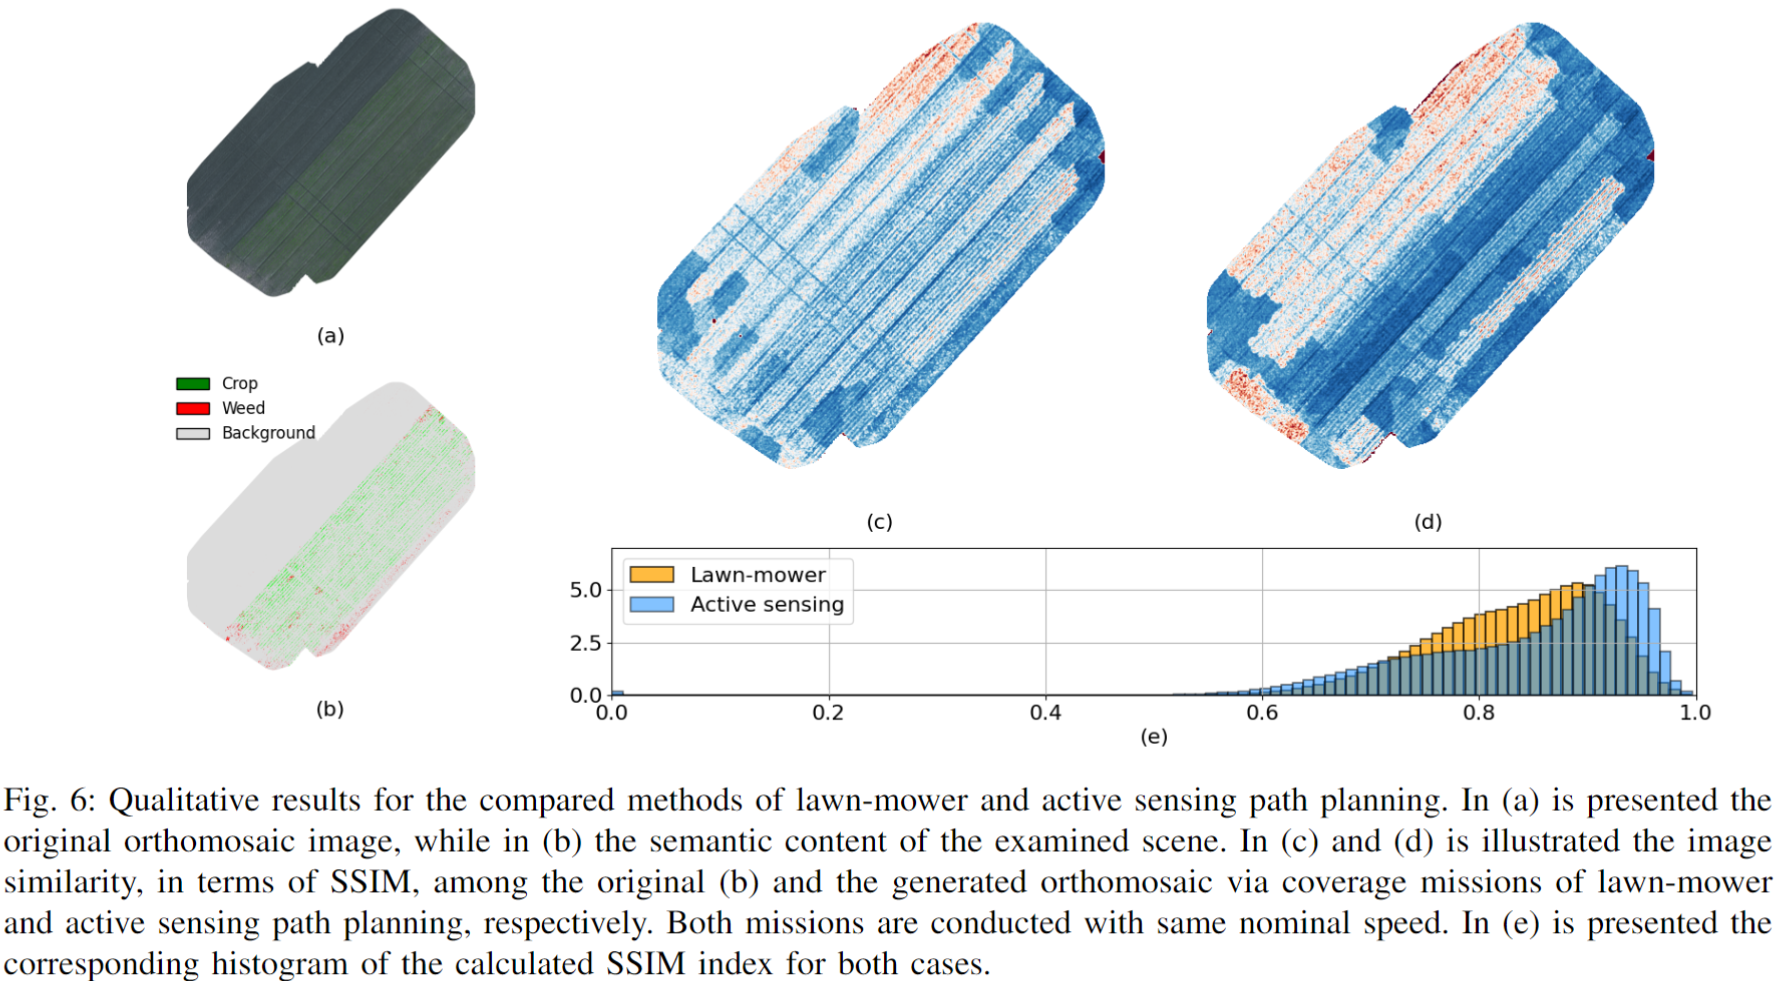 (a)
Crop
Weed
Background
(b)
(c)
(d)
Lawn-mower
Active sensing
5.0
2.5
0.0
0.0 0.2 0.4 0.6 0.8 1.0
(e)
Fig. 6: Qualitative results for the compared methods of lawn-mower and active sensing path planning. In (a) is presented the
original orthomosaic image, while in (b) the semantic content of the examined scene. In (c) and (d) is illustrated the image
similarity, in terms of SSIM, among the original (b) and the generated orthomosaic via coverage missions of lawn-mower
and active sensing path planning, respectively. Both missions are conducted with same nominal speed. In (e) is presented the
corresponding histogram of the calculated SSIM index for both cases.